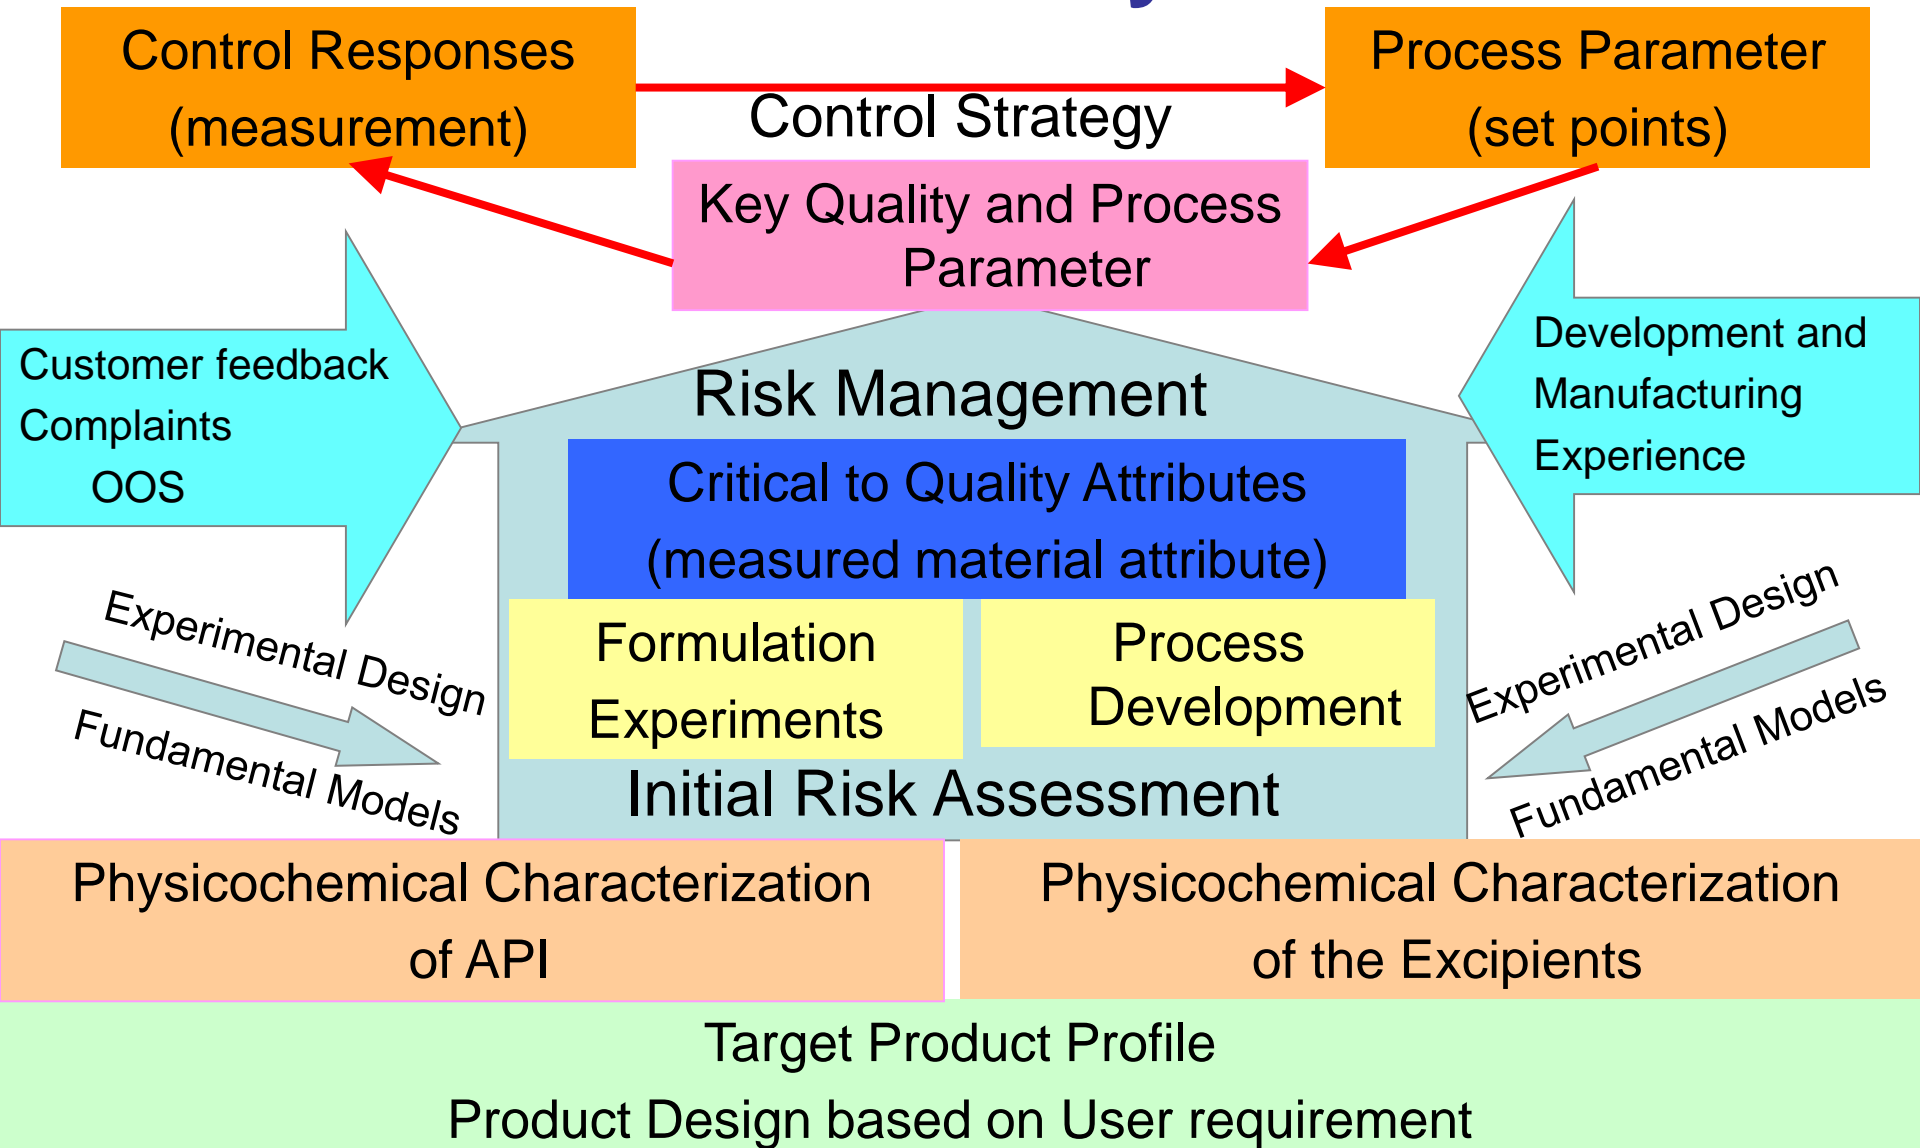 Control Responses
(measurement)
Process Parameter
(set points)
Control Strategy
Key Quality and Process
Parameter
Customer feedback
Complaints
OOS
Development and
Manufacturing
Experience
Risk Management
Critical to Quality Attributes
(measured material attribute)
Experimental Design
Fundamental Models
Formulation
Experiments
Process
Development
Experimental Design
Fundamental Models
Initial Risk Assessment
Physicochemical Characterization
of API
Physicochemical Characterization
of the Excipients
Target Product Profile
Product Design based on User requirement